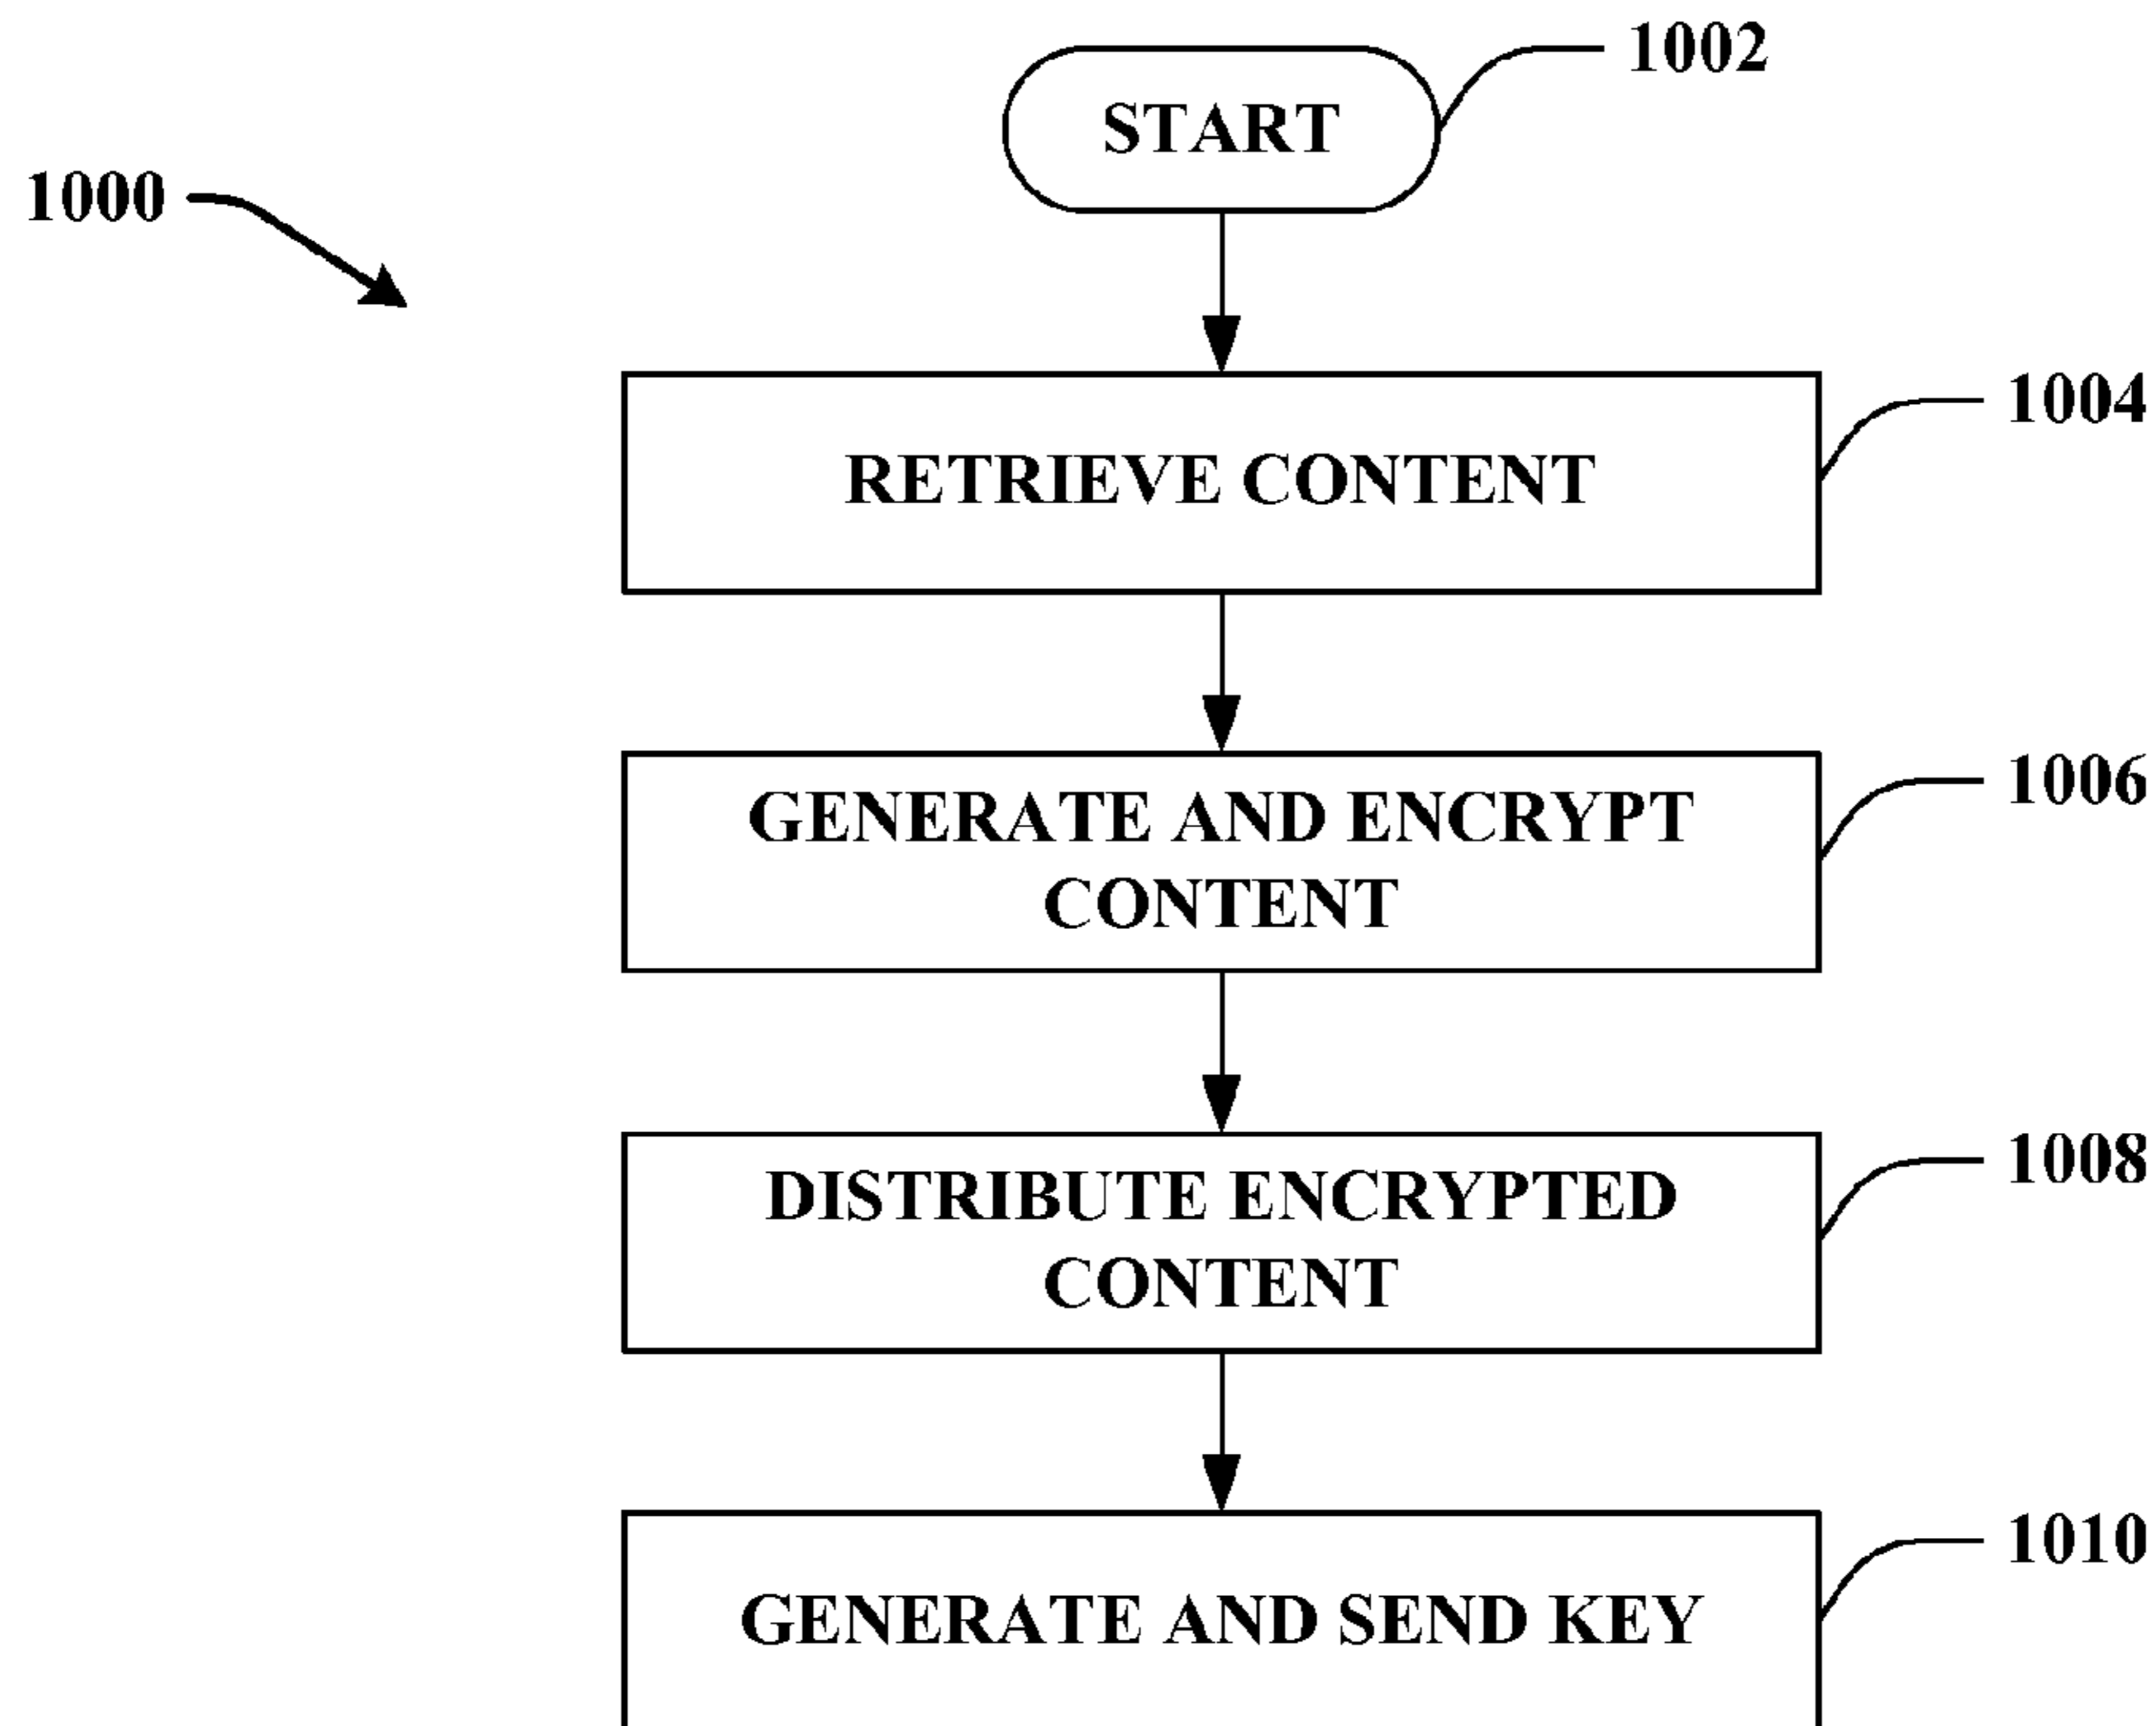 1002
START
1000
1004
RETRIEVE CONTENT
1006
GENERATE AND ENCRYPT
CONTENT
1008
DISTRIBUTE ENCRYPTED
CONTENT
1010
GENERATE AND SEND KEY